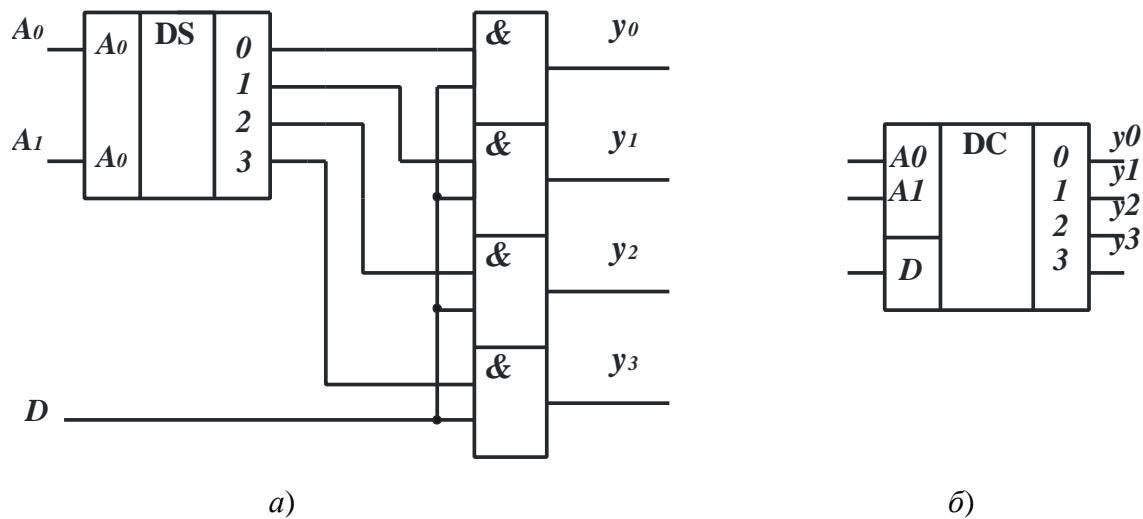 A0 A0 DS 0 & y0
1
2
A1 A0 3 & y1
& y2
& y3
D
а)
A0 DC 0 y0
A1 1 y1
2 y2
D 3 y3
б)